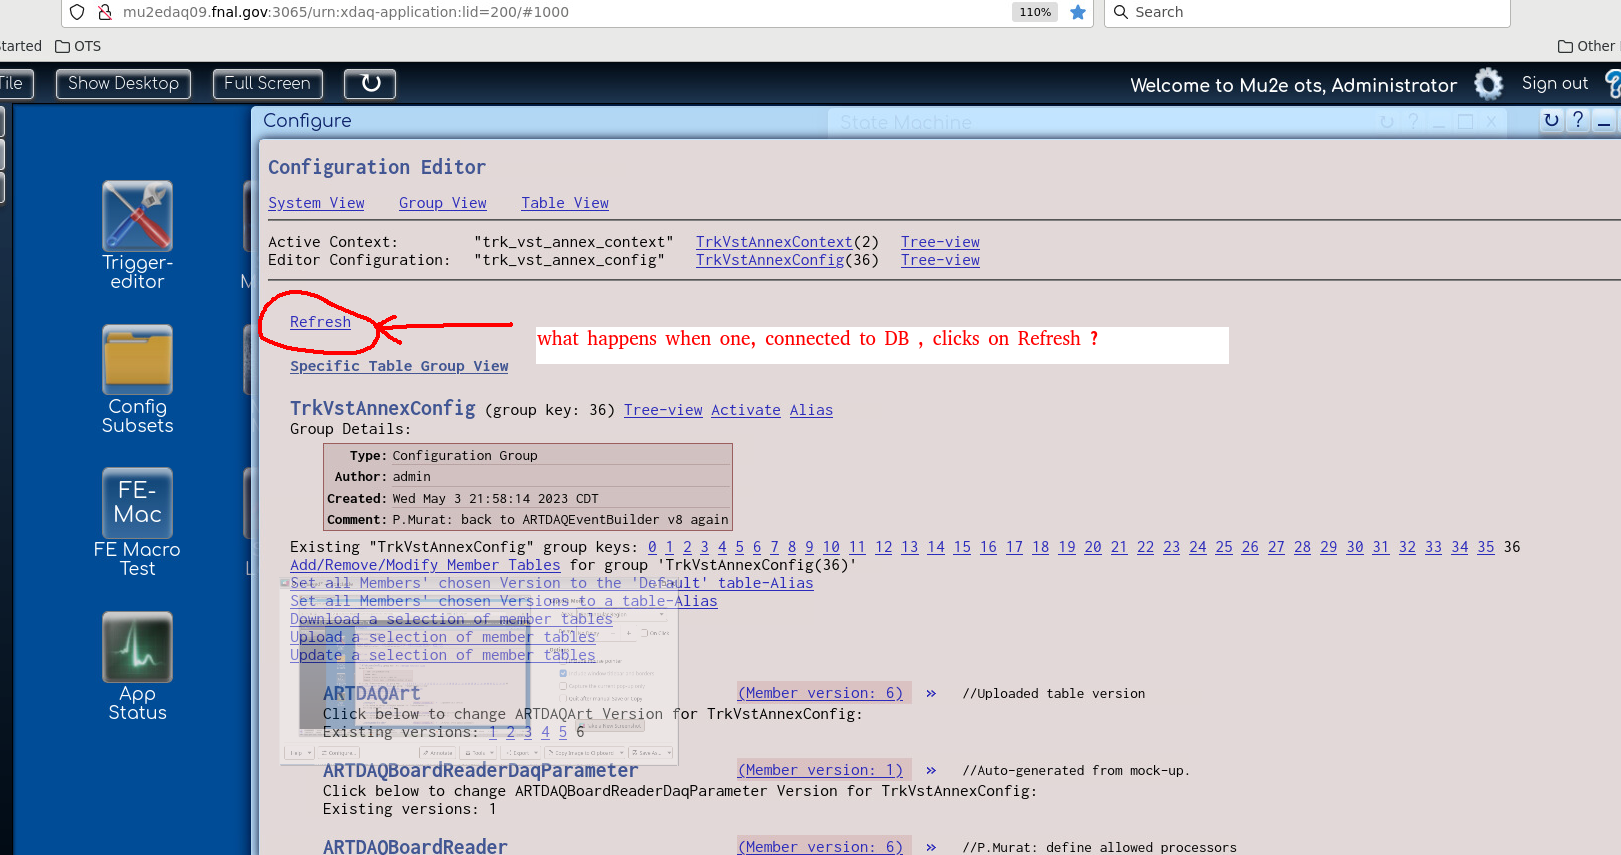 mu2edaq09.fnal.gov:3065/urn:xdaq-application:lid=200/#1000
110%
Search
tarted
OTS
Other
Tile
Show Desktop
Full Screen
Welcome to Mu2e ots, Administrator
Sign out
Configure
State Machine
Configuration Editor
System View Group View Table View
Active Context: "trk_vst_annex_context" TrkVstAnnexContext(2) Tree-view
Editor Configuration: "trk_vst_annex_config" TrkVstAnnexConfig(36) Tree-view
Trigger-
editor
Config
Subsets
FE-
Mac
FE Macro
Test
App
Status
Refresh
what happens when one, connected to DB , clicks on Refresh ?
Specific Table Group View
TrkVstAnnexConfig (group key: 36) Tree-view Activate Alias
Group Details:
Type: Configuration Group
Author: admin
Created: Wed May 3 21:58:14 2023 CDT
Comment: P.Murat: back to ARTDAQEventBuilder v8 again
Existing "TrkVstAnnexConfig" group keys: 0 1 2 3 4 5 6 7 8 9 10 11 12 13 14 15 16 17 18 19 20 21 22 23 24 25 26 27 28 29 30 31 32 33 34 35 36
Add/Remove/Modify Member Tables for group 'TrkVstAnnexConfig(36)'
Set all Members' chosen Version to the 'Default' table-Alias
Set all Members' chosen Versions to a table-Alias
Download a selection of member tables
Upload a selection of member tables
Update a selection of member tables
ARTDAQArt (Member version: 6) » //Uploaded table version
Click below to change ARTDAQArt Version for TrkVstAnnexConfig:
Existing versions: 1 2 3 4 5 6
ARTDAQBoardReaderDaqParameter (Member version: 1) » //Auto-generated from mock-up.
Click below to change ARTDAQBoardReaderDaqParameter Version for TrkVstAnnexConfig:
Existing versions: 1
ARTDAQBoardReader (Member version: 6) » //P.Murat: define allowed processors